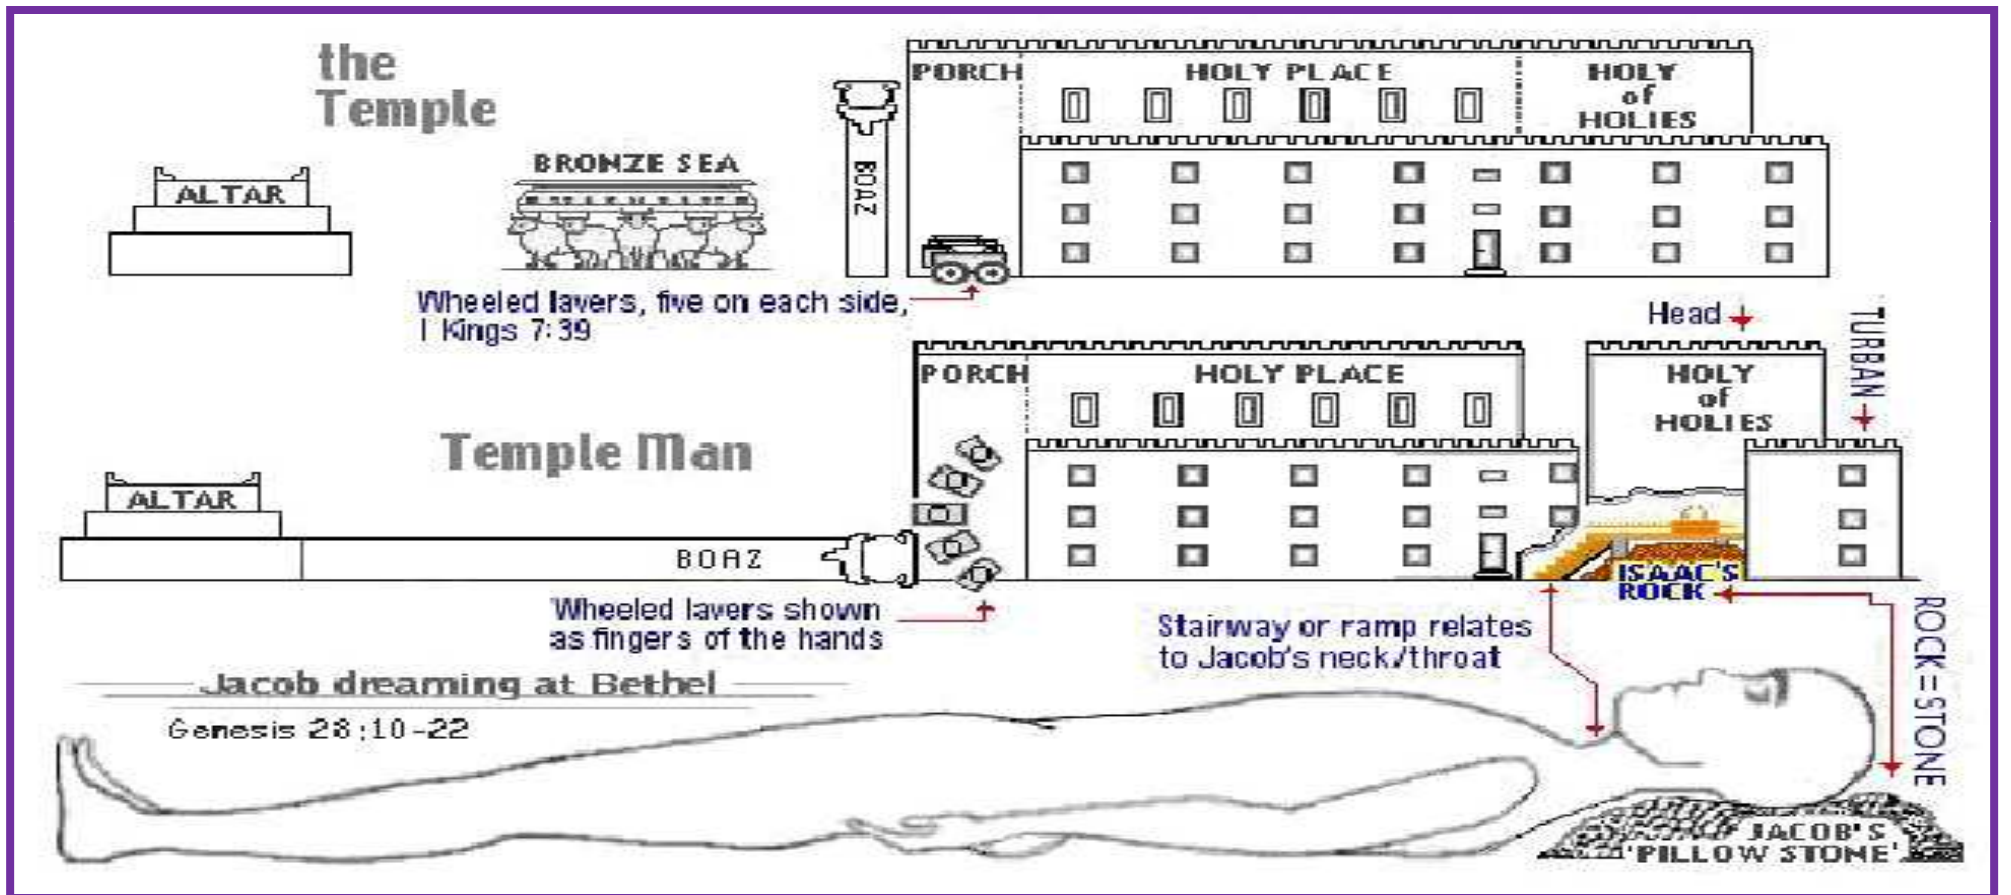 the
Temple
PORCH
HOLY PLACE
HOLY
of
HOLIES
ALTAR
BRONZE SEA
BOAZ
Wheeled lavers, five on each side,
I Kings 7:39
Head
TURBAN
PORCH
HOLY PLACE
HOLY
of
HOLIES
Temple Man
ALTAR
BOAZ
ISAAC'S
ROCK
Wheeled lavers shown
as fingers of the hands
Stairway or ramp relates
to Jacob's neck/throat
ROCK = STONE
Jacob dreaming at Bethel
Genesis 28:10-22
JACOB'S
'PILLOW STONE'